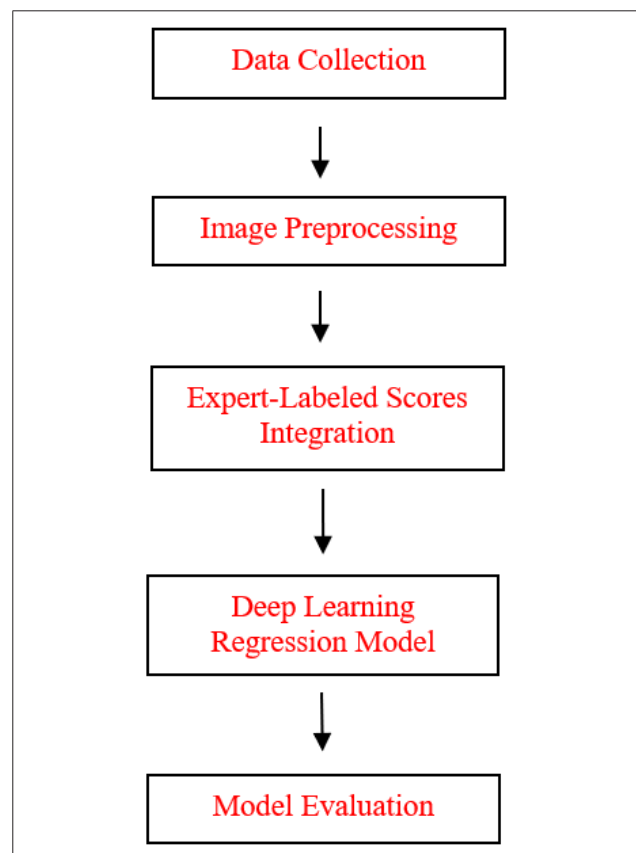 Data Collection
Image Preprocessing
Expert-Labeled Scores
Integration
Deep Learning
Regression Model
Model Evaluation